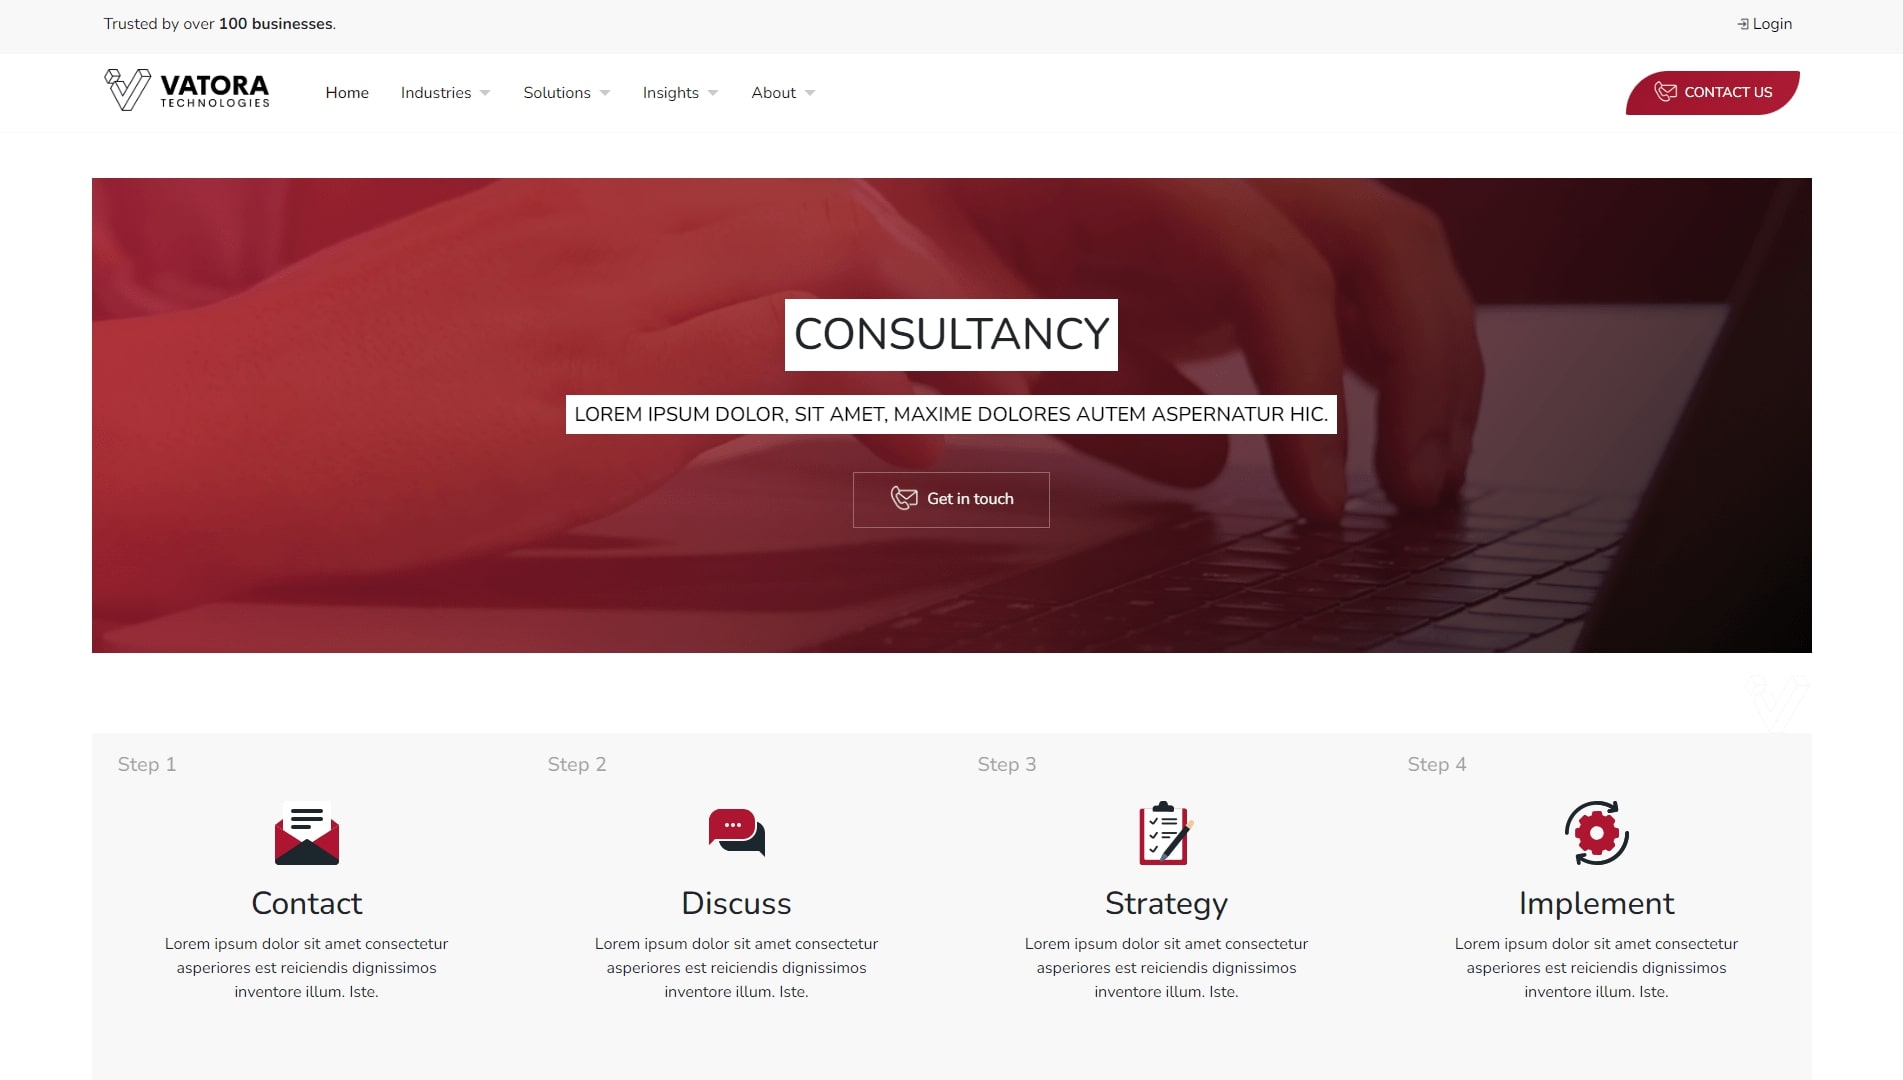 Trusted by over 100 businesses.
Login
VATORA
TECHNOLOGIES
Home
Industries
Solutions
Insights
About
CONTACT US
CONSULTANCY
LOREM IPSUM DOLOR, SIT AMET, MAXIME DOLORES AUTEM ASPERNATUR HIC.
Get in touch
Step 1
Contact
Lorem ipsum dolor sit amet consectetur
asperiores est reiciendis dignissimos
inventore illum. Iste.
Step 2
Discuss
Lorem ipsum dolor sit amet consectetur
asperiores est reiciendis dignissimos
inventore illum. Iste.
Step 3
Strategy
Lorem ipsum dolor sit amet consectetur
asperiores est reiciendis dignissimos
inventore illum. Iste.
Step 4
Implement
Lorem ipsum dolor sit amet consectetur
asperiores est reiciendis dignissimos
inventore illum. Iste.